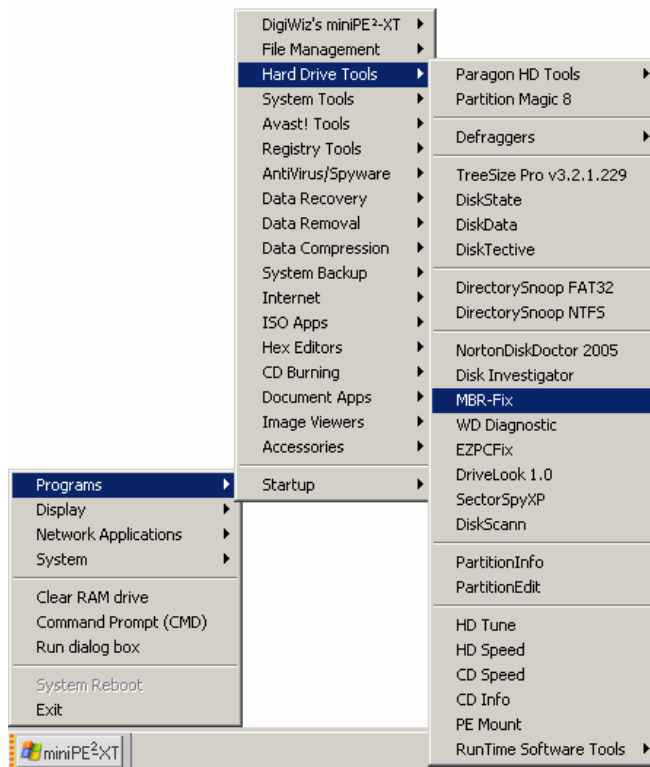 DigiWiz's miniPE²-XT
File Management
Hard Drive Tools
System Tools
Avast! Tools
Registry Tools
AntiVirus/Spyware
Data Recovery
Data Removal
Data Compression
System Backup
Internet
ISO Apps
Hex Editors
CD Burning
Document Apps
Image Viewers
Accessories
Startup
Paragon HD Tools
Partition Magic 8
Defraggers
TreeSize Pro v3.2.1.229
DiskState
DiskData
DiskTective
DirectorySnoop FAT32
DirectorySnoop NTFS
NortonDiskDoctor 2005
Disk Investigator
MBR-Fix
WD Diagnostic
EZPCFix
DriveLook 1.0
SectorSpyXP
DiskScann
PartitionInfo
PartitionEdit
HD Tune
HD Speed
CD Speed
CD Info
PE Mount
RunTime Software Tools
Programs
Display
Network Applications
System
Clear RAM drive
Command Prompt (CMD)
Run dialog box
System Reboot
Exit
miniPE²XT